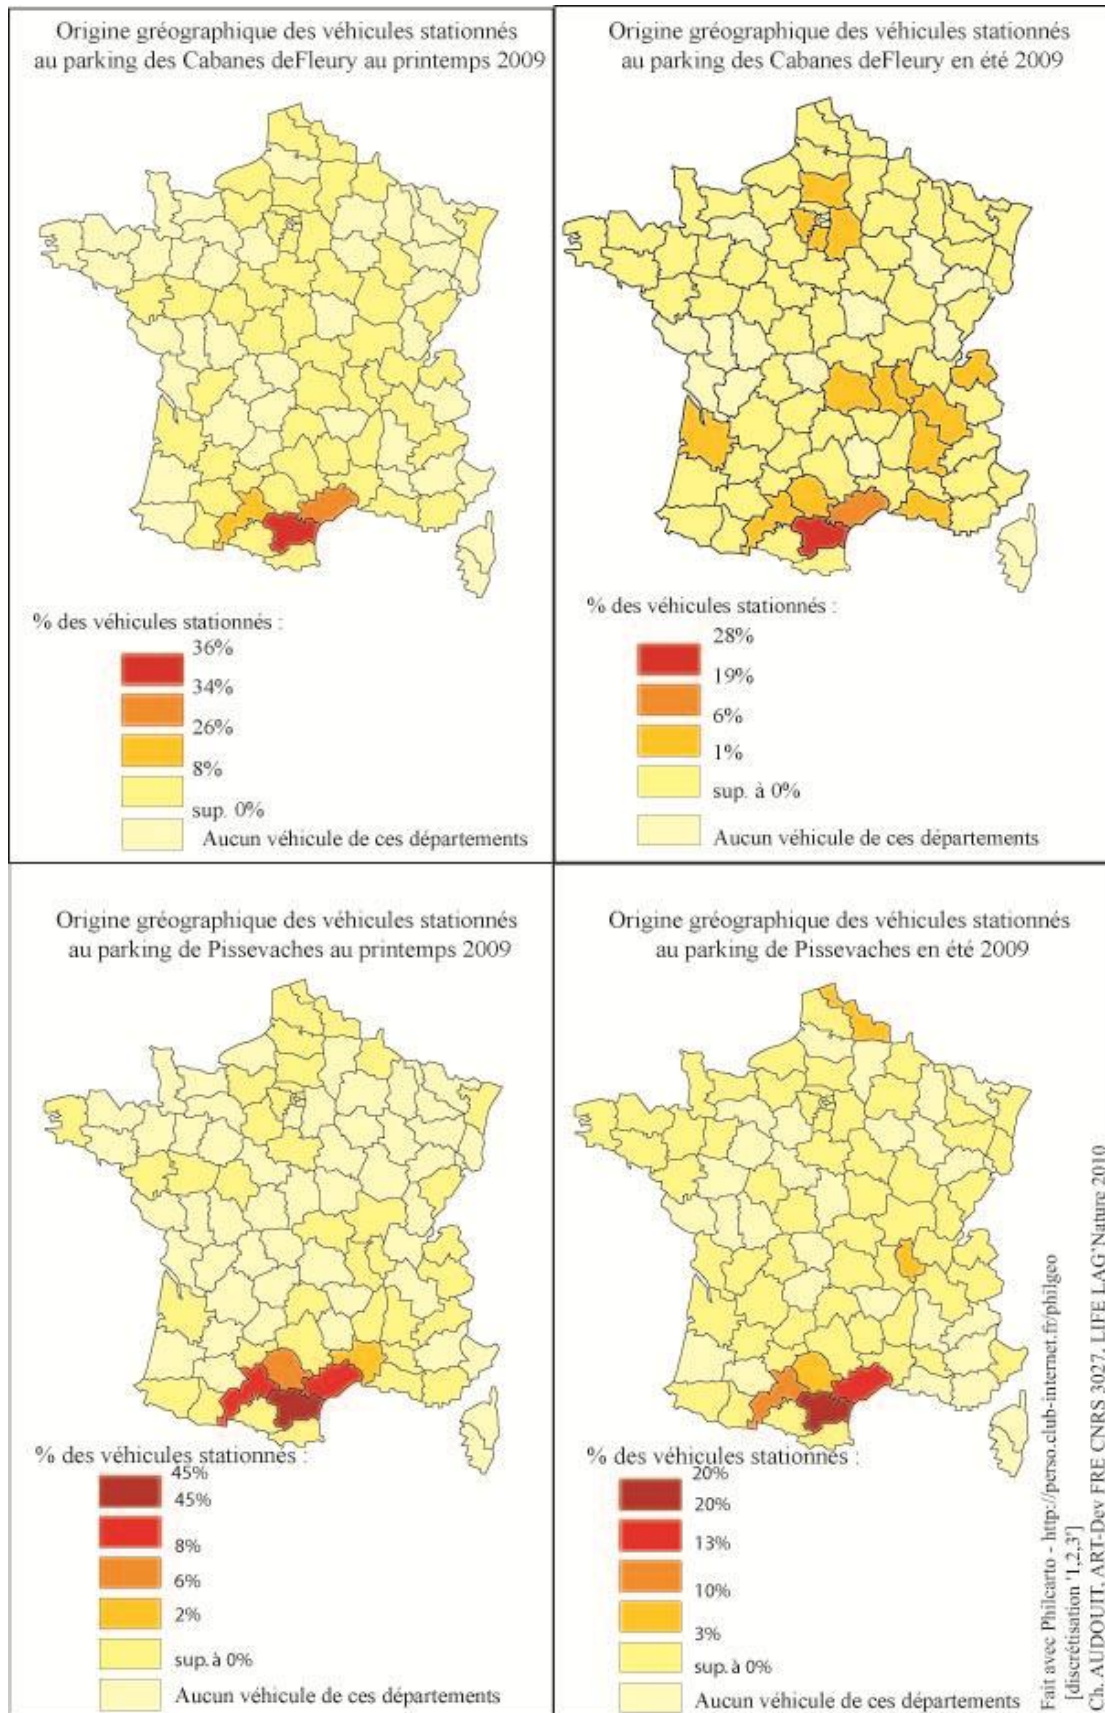 Origine gréographique des véhicules stationnés
au parking des Cabanes deFleury au printemps 2009
% des véhicules stationnés :
36%
34%
26%
8%
sup. 0%
Aucun véhicule de ces départements
Origine gréographique des véhicules stationnés
au parking des Cabanes deFleury en été 2009
% des véhicules stationnés :
28%
19%
6%
1%
sup. à 0%
Aucun véhicule de ces départements
Origine gréographique des véhicules stationnés
au parking de Pissevaches au printemps 2009
% des véhicules stationnés :
45%
45%
8%
6%
2%
sup. à 0%
Aucun véhicule de ces départements
Origine gréographique des véhicules stationnés
au parking de Pissevaches en été 2009
% des véhicules stationnés :
20%
20%
13%
10%
3%
sup. à 0%
Aucun véhicule de ces départements
Fait avec Philcarto - http://perso.club-internet.fr/philgeo
[discrétisation '1,2,3']
Ch. AUDOUIT, ART-Dev FRE CNRS 3027, LIFE LAG'Nature 2010